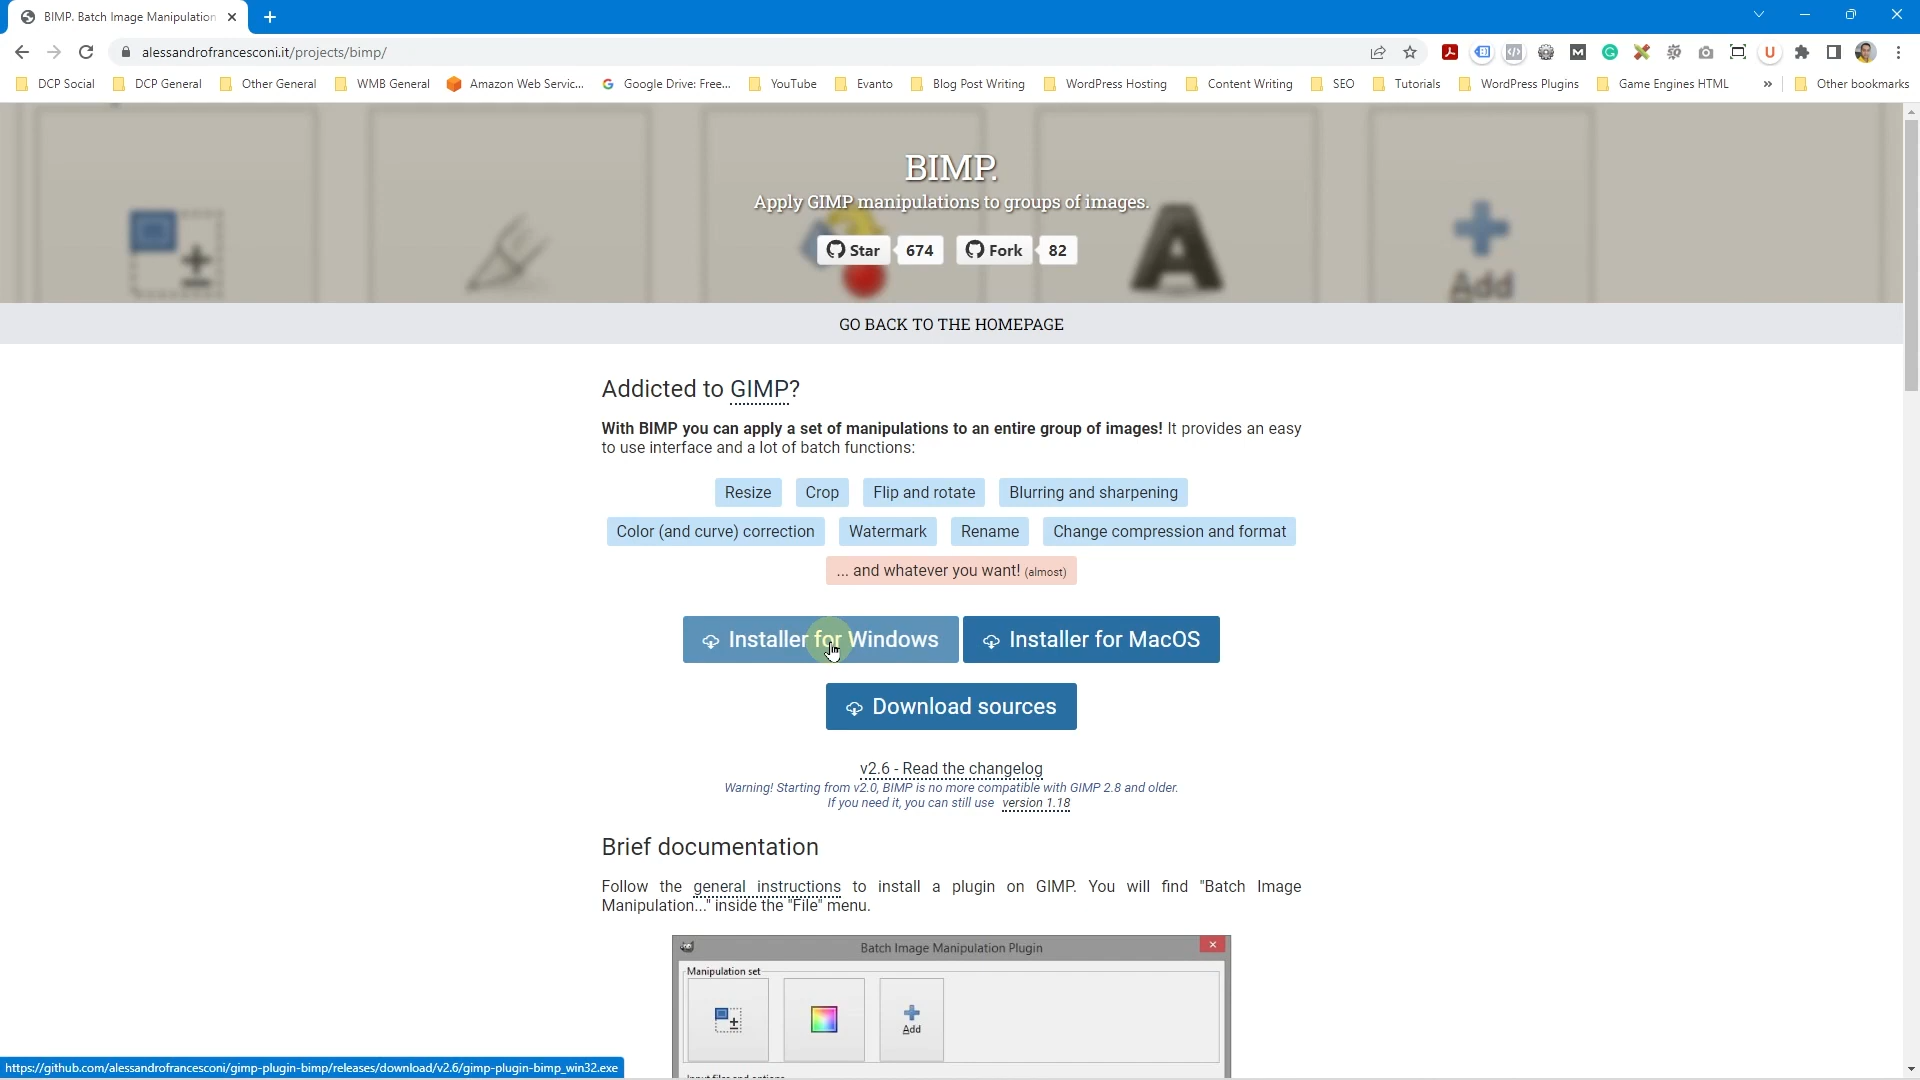 BIMP. Batch Image Manipulation
alessandrofrancesconi.it/projects/bimp/
DCP Social
DCP General
Other General
WMB General
Amazon Web Servic...
Google Drive: Free...
YouTube
Evanto
Blog Post Writing
WordPress Hosting
Content Writing
SEO
Tutorials
WordPress Plugins
Game Engines HTML
»
Other bookmarks
BIMP.
Apply GIMP manipulations to groups of images.
Star 674 Fork 82
A
Add
GO BACK TO THE HOMEPAGE
Addicted to GIMP?
With BIMP you can apply a set of manipulations to an entire group of images! It provides an easy
to use interface and a lot of batch functions:
Resize Crop Flip and rotate Blurring and sharpening
Color (and curve) correction Watermark Rename Change compression and format
... and whatever you want! (almost)
Installer for Windows Installer for MacOS
Download sources
v2.6 - Read the changelog
Warning! Starting from v2.0, BIMP is no more compatible with GIMP 2.8 and older.
If you need it, you can still use version 1.18
Brief documentation
Follow the general instructions to install a plugin on GIMP. You will find "Batch Image
Manipulation..." inside the "File" menu.
Batch Image Manipulation Plugin
Manipulation set
Add
https://github.com/alessandrofrancesconi/gimp-plugin-bimp/releases/download/v2.6/gimp-plugin-bimp_win32.exe